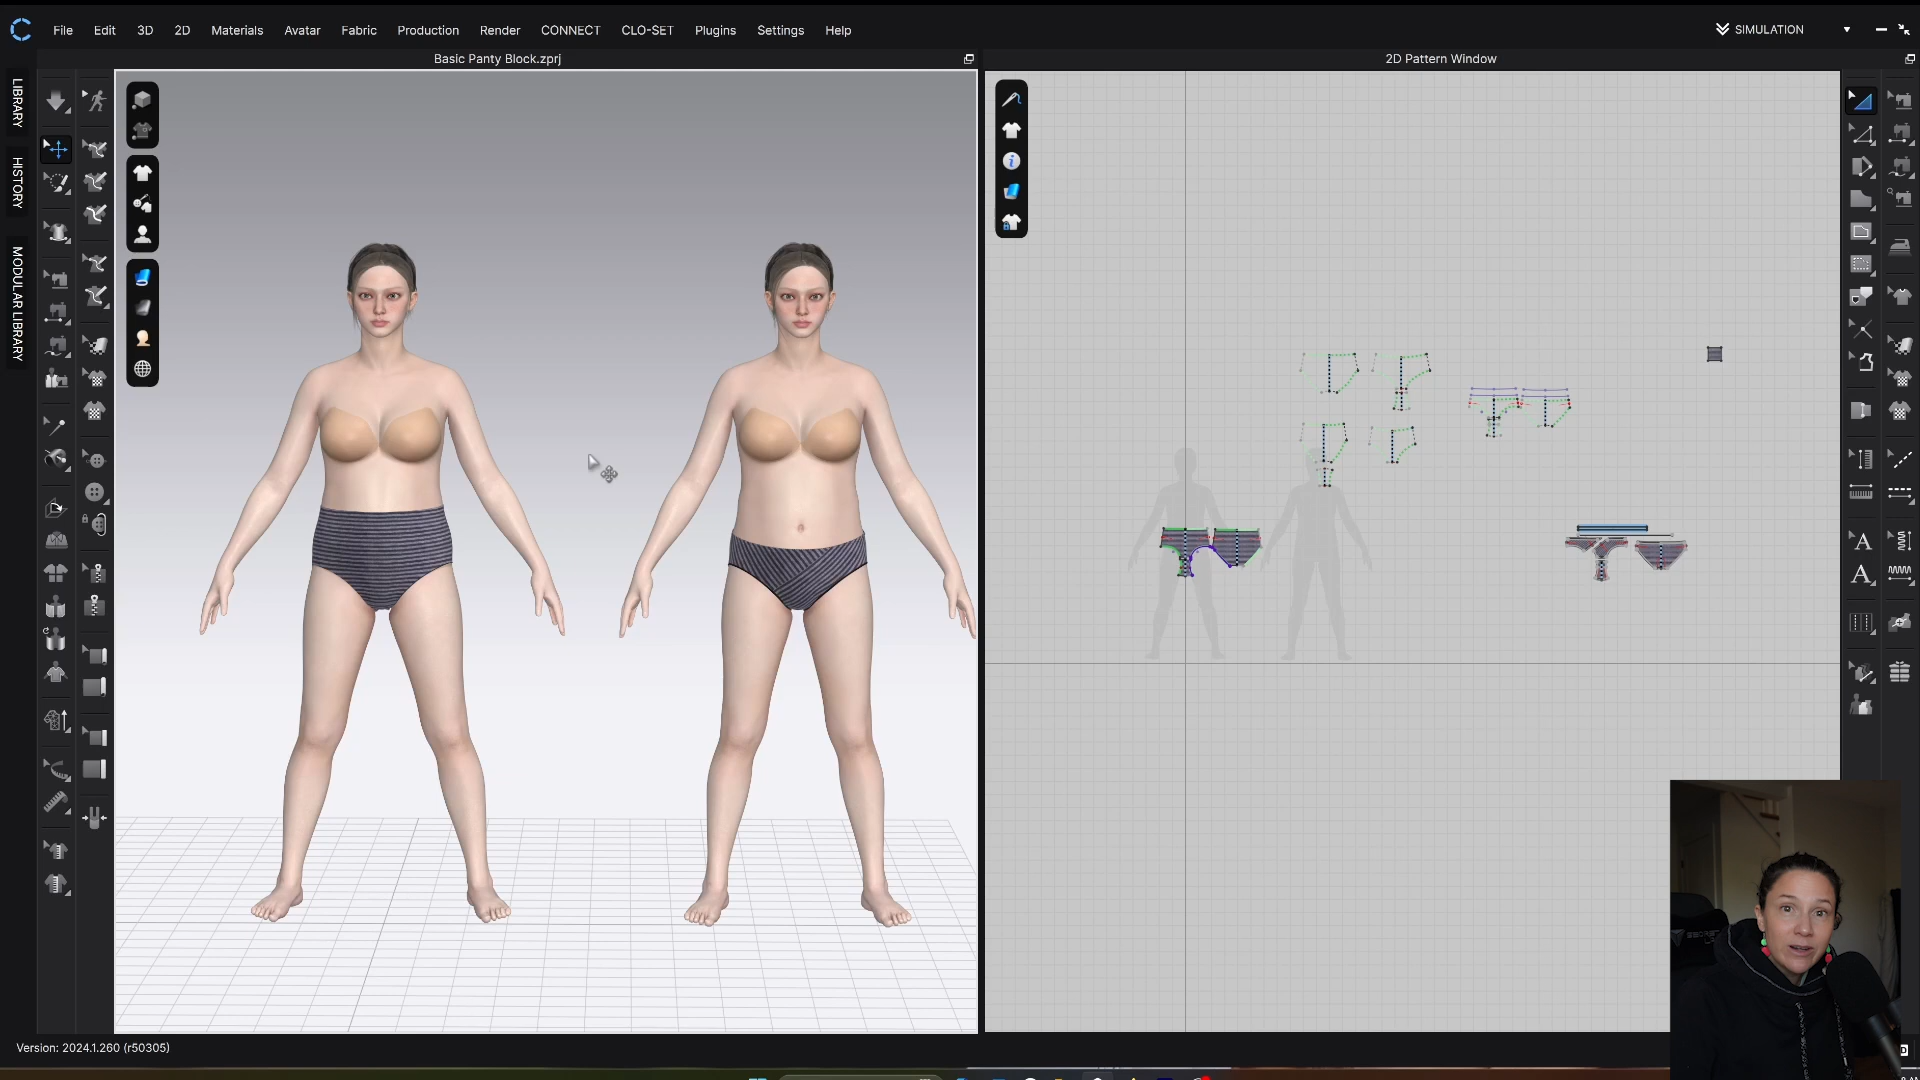 File Edit 3D 2D Materials Avatar Fabric Production Render CONNECT CLO-SET Plugins Settings Help
SIMULATION
Basic Panty Block.zprj
2D Pattern Window
LIBRARY
HISTORY
MODULAR LIBRARY
A
A
Version: 2024.1.260 (r50305)